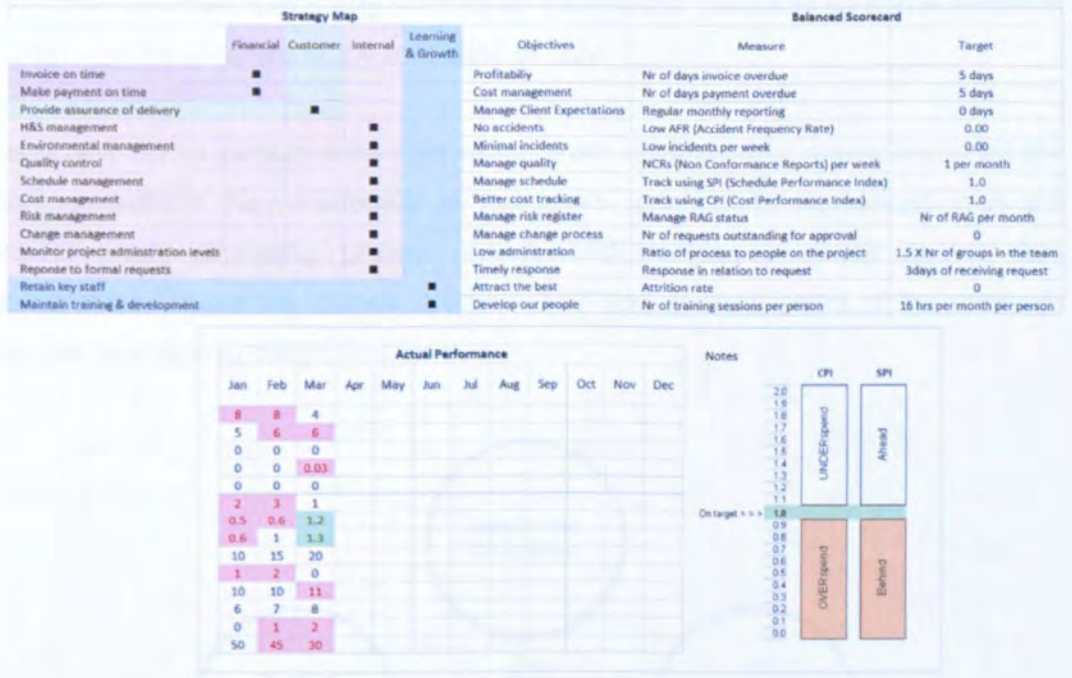 Strategy Map Balanced Scorecard
Financial Customer Internal Learning & Growth Objectives Measure Target
Invoice on time ■ Profitabiliy Nr of days invoice overdue 5 days
Make payment on time ■ Cost management Nr of days payment overdue 5 days
Provide assurance of delivery ■ Manage Client Expectations Regular monthly reporting 0 days
H&S management ■ No accidents Low AFR (Accident Frequency Rate) 0.00
Environmental management ■ Minimal incidents Low incidents per week 0.00
Quality control ■ Manage quality NCRs (Non Conformance Reports) per week 1 per month
Schedule management ■ Manage schedule Track using SPI (Schedule Performance Index) 1.0
Cost management ■ Better cost tracking Track using CPI (Cost Performance Index) 1.0
Risk management ■ Manage risk register Manage RAG status Nr of RAG per month
Change management ■ Manage change process Nr of requests outstanding for approval 0
Monitor project adminstration levels ■ Low adminstration Ratio of process to people on the project 1.5 X Nr of groups in the team
Reponse to formal requests ■ Timely response Response in relation to request 3days of receiving request
Retain key staff ■ Attract the best Attrition rate 0
Maintain training & development ■ Develop our people Nr of training sessions per person 16 hrs per month per person
Actual Performance
Jan Feb Mar Apr May Jun Jul Aug Sep Oct Nov Dec
8 8 4
5 6 6
0 0 0
0 0 0.03
0 0 0
2 3 1
0.5 0.6 1.2
0.6 1 1.3
10 15 20
1 2 0
10 10 11
6 7 8
0 1 2
50 45 30
Notes
CPI SPI
2.0
1.9
1.8
1.7
1.6
1.5
1.4
1.3
1.2
1.1
On target > > > 1.0
0.9
0.8
0.7
0.6
0.5
0.4
0.3
0.2
0.1
0.0
UNDERspend
Ahead
OVERspend
Behind